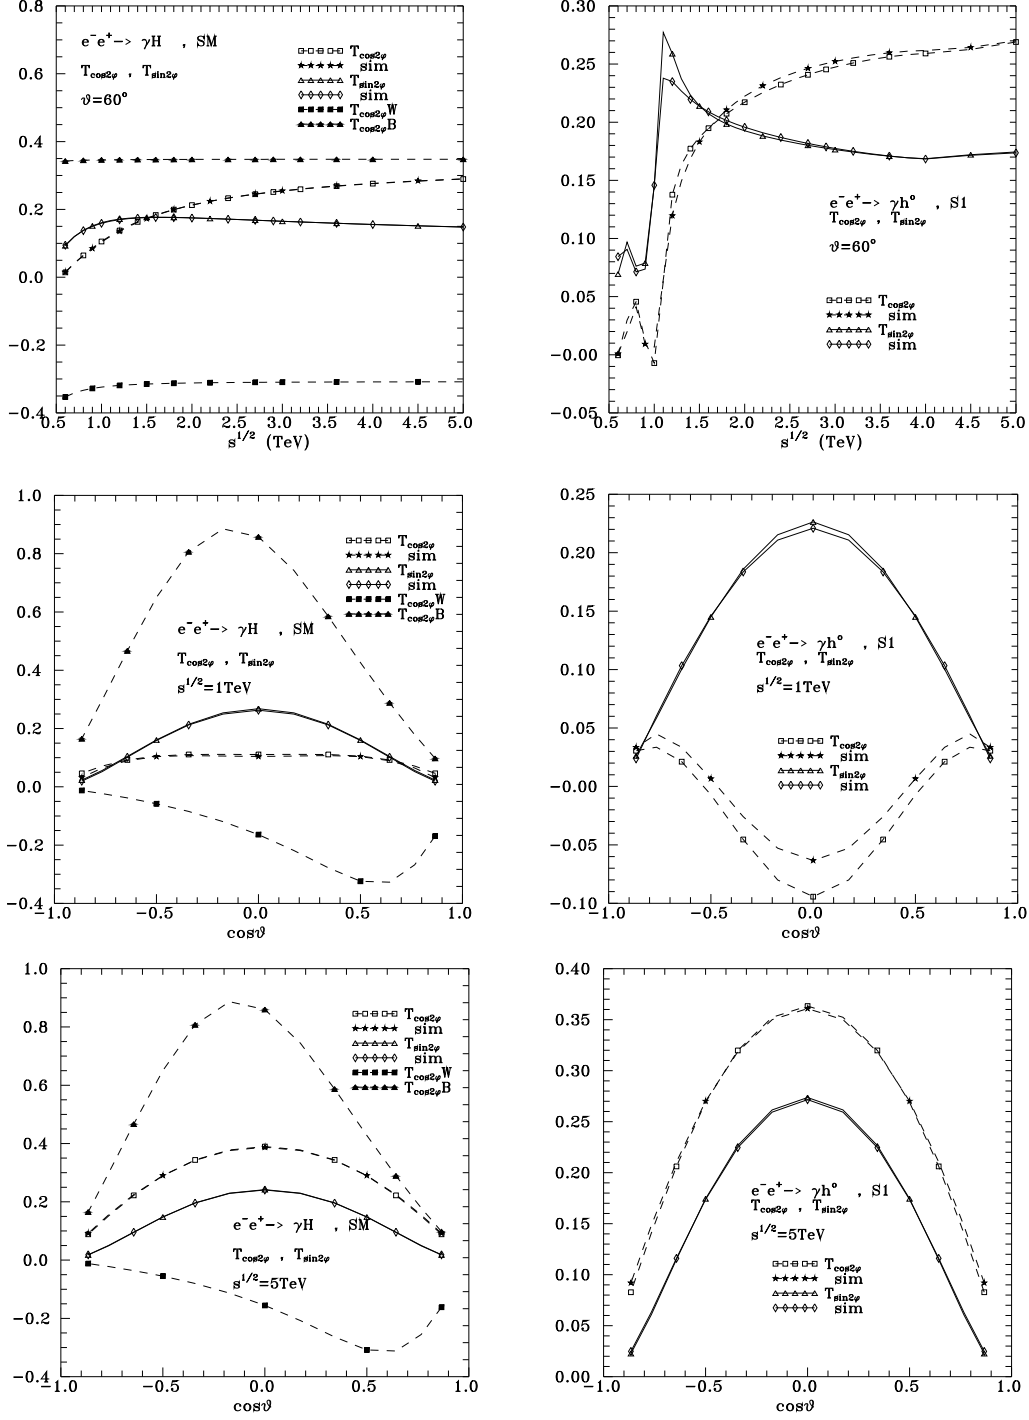 0.8
0.6
0.4
0.2
0.0
−0.2
−0.4
e⁻e⁺−> γH , SM
T_cos2φ , T_sin2φ
ϑ=60°
T_cos2φ
sim
T_sin2φ
sim
T_cos2φW
T_cos2φB
0.5 1.0 1.5 2.0 2.5 3.0 3.5 4.0 4.5 5.0
s^1/2 (TeV)
0.30
0.25
0.20
0.15
0.10
0.05
−0.00
−0.05
e⁻e⁺−> γh° , S1
T_cos2φ , T_sin2φ
ϑ=60°
T_cos2φ
sim
T_sin2φ
sim
0.5 1.0 1.5 2.0 2.5 3.0 3.5 4.0 4.5 5.0
s^1/2 (TeV)
1.0
0.8
0.6
0.4
0.2
0.0
−0.2
−0.4
T_cos2φ
sim
T_sin2φ
sim
T_cos2φW
T_cos2φB
e⁻e⁺−> γH , SM
T_cos2φ , T_sin2φ
s^1/2=1TeV
−1.0 −0.5 0.0 0.5 1.0
cosϑ
0.25
0.20
0.15
0.10
0.05
−0.00
−0.05
−0.10
e⁻e⁺−> γh° , S1
T_cos2φ , T_sin2φ
s^1/2=1TeV
T_cos2φ
sim
T_sin2φ
sim
−1.0 −0.5 0.0 0.5 1.0
cosϑ
1.0
0.8
0.6
0.4
0.2
0.0
−0.2
−0.4
T_cos2φ
sim
T_sin2φ
sim
T_cos2φW
T_cos2φB
e⁻e⁺−> γH , SM
T_cos2φ , T_sin2φ
s^1/2=5TeV
−1.0 −0.5 0.0 0.5 1.0
cosϑ
0.40
0.35
0.30
0.25
0.20
0.15
0.10
0.05
0.00
e⁻e⁺−> γh° , S1
T_cos2φ , T_sin2φ
s^1/2=5TeV
T_cos2φ
sim
T_sin2φ
sim
−1.0 −0.5 0.0 0.5 1.0
cosϑ